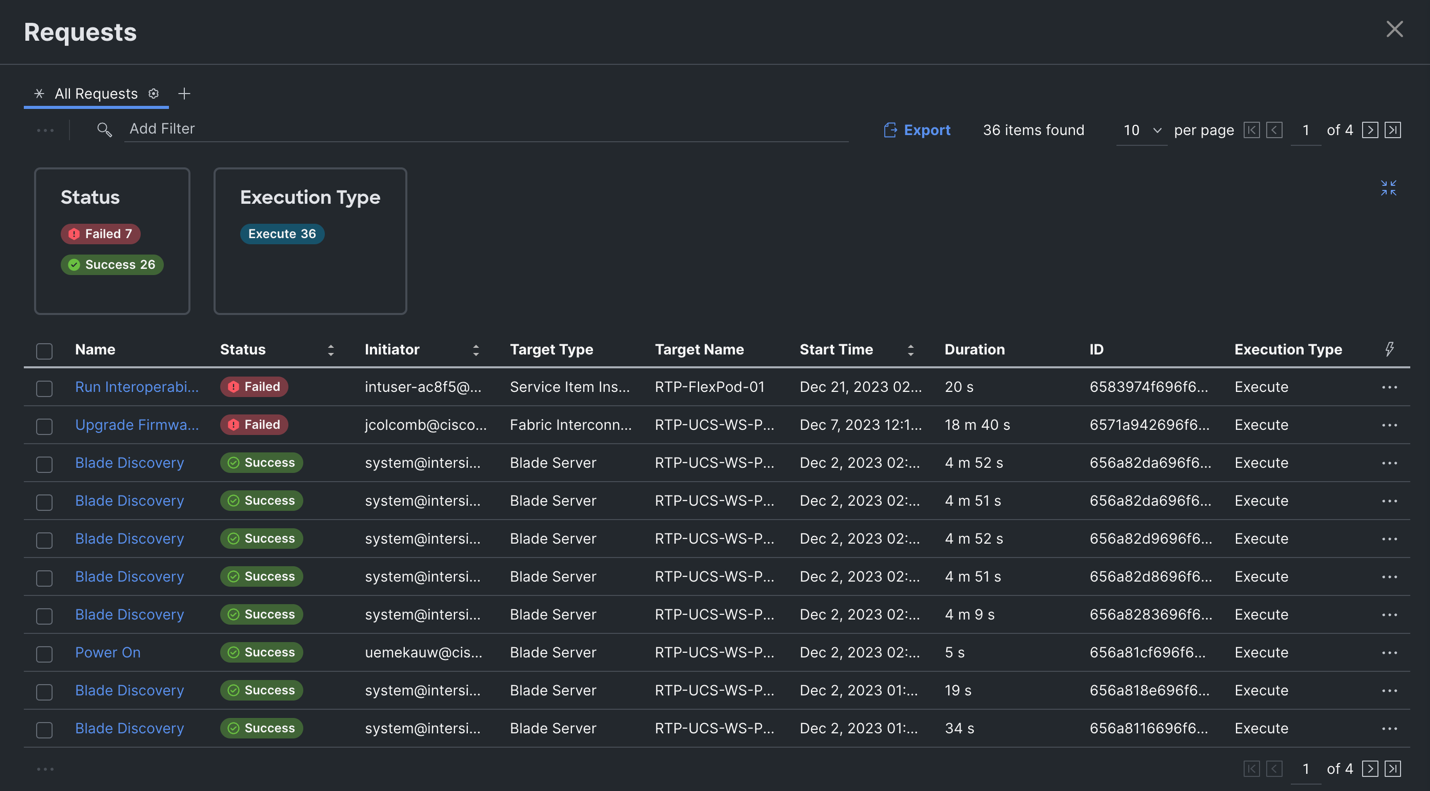 Requests
All Requests
Add Filter Export 36 items found 10 per page 1 of 4
Status Execution Type
Failed 7 Execute 36
Success 26
Name Status Initiator Target Type Target Name Start Time Duration ID Execution Type
Run Interoperabi... Failed intuser-ac8f5@... Service Item Ins... RTP-FlexPod-01 Dec 21, 2023 02... 20 s 6583974f696f6... Execute
Upgrade Firmwa... Failed jcolcomb@cisco... Fabric Interconn... RTP-UCS-WS-P... Dec 7, 2023 12:1... 18 m 40 s 6571a942696f6... Execute
Blade Discovery Success system@intersi... Blade Server RTP-UCS-WS-P... Dec 2, 2023 02:... 4 m 52 s 656a82da696f6... Execute
Blade Discovery Success system@intersi... Blade Server RTP-UCS-WS-P... Dec 2, 2023 02:... 4 m 51 s 656a82da696f6... Execute
Blade Discovery Success system@intersi... Blade Server RTP-UCS-WS-P... Dec 2, 2023 02:... 4 m 52 s 656a82d9696f6... Execute
Blade Discovery Success system@intersi... Blade Server RTP-UCS-WS-P... Dec 2, 2023 02:... 4 m 51 s 656a82d8696f6... Execute
Blade Discovery Success system@intersi... Blade Server RTP-UCS-WS-P... Dec 2, 2023 02:... 4 m 9 s 656a8283696f6... Execute
Power On Success uemekauw@cis... Blade Server RTP-UCS-WS-P... Dec 2, 2023 02:... 5 s 656a81cf696f6... Execute
Blade Discovery Success system@intersi... Blade Server RTP-UCS-WS-P... Dec 2, 2023 01:... 19 s 656a818e696f6... Execute
Blade Discovery Success system@intersi... Blade Server RTP-UCS-WS-P... Dec 2, 2023 01:... 34 s 656a8116696f6... Execute
1 of 4